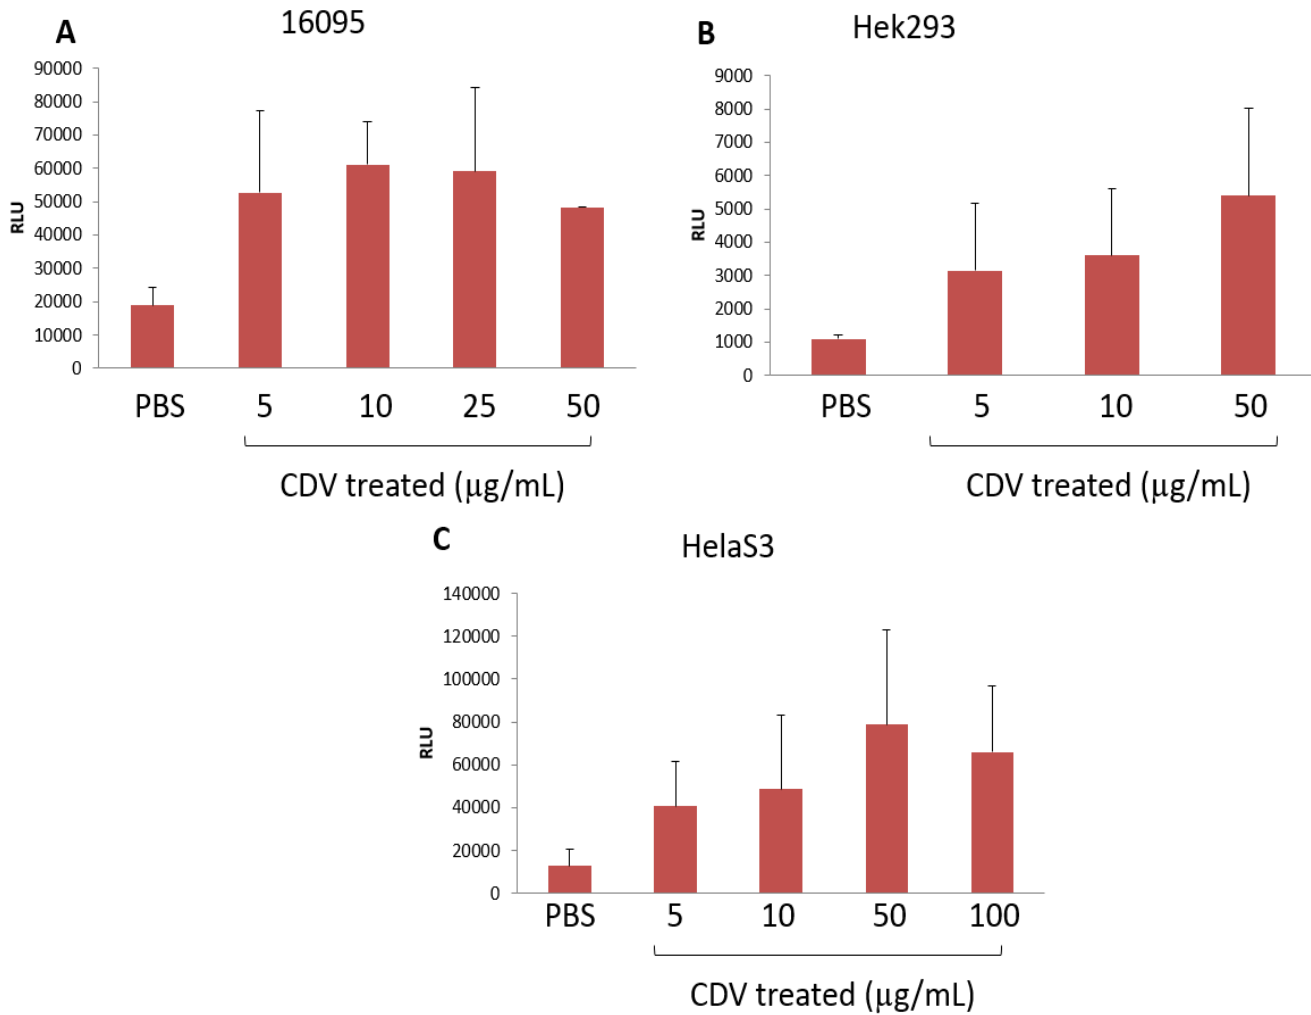 A
16095
RLU
90000
80000
70000
60000
50000
40000
30000
20000
10000
0
PBS 5 10 25 50
CDV treated (μg/mL)
B
Hek293
RLU
9000
8000
7000
6000
5000
4000
3000
2000
1000
0
PBS 5 10 50
CDV treated (μg/mL)
C
HelaS3
RLU
140000
120000
100000
80000
60000
40000
20000
0
PBS 5 10 50 100
CDV treated (μg/mL)